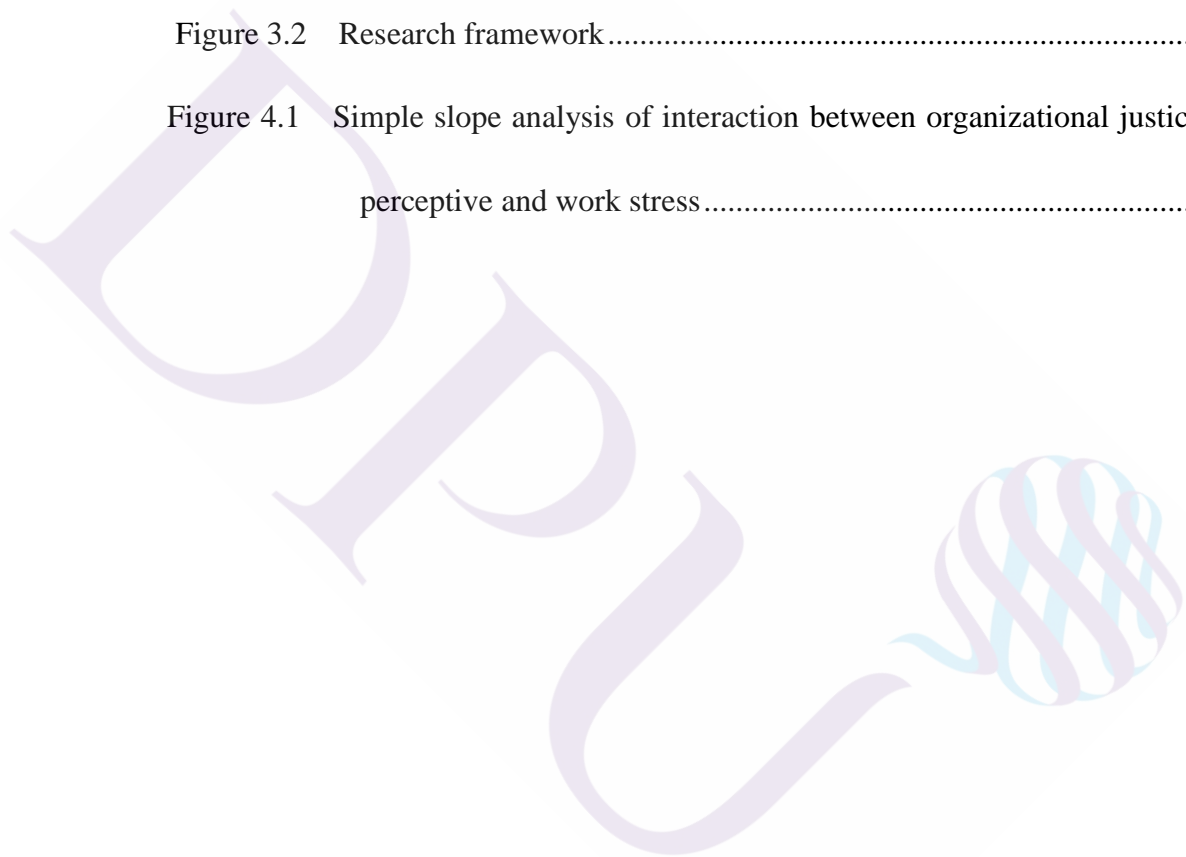 Figure 3.2 Research framework............................................................................
Figure 4.1 Simple slope analysis of interaction between organizational justic
perceptive and work stress................................................................
DPU